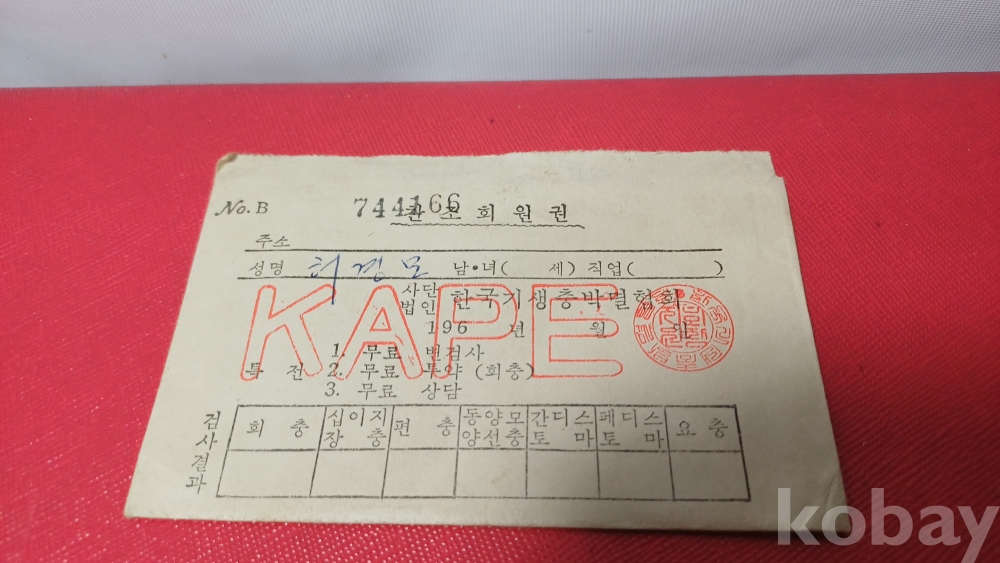 No. B 744166
찬조회원권
주소
성명 허경모 남·녀( 세) 직업( )
KAPE
사단법인 한국기생충박멸협회
196 년 월 일
특전
1. 무료 변검사
2. 무료 투약 (회충)
3. 무료 상담
검사결과
회충 십이지장충 편충 동양모양선충 간디스토마 페디스토마 요충
kobay